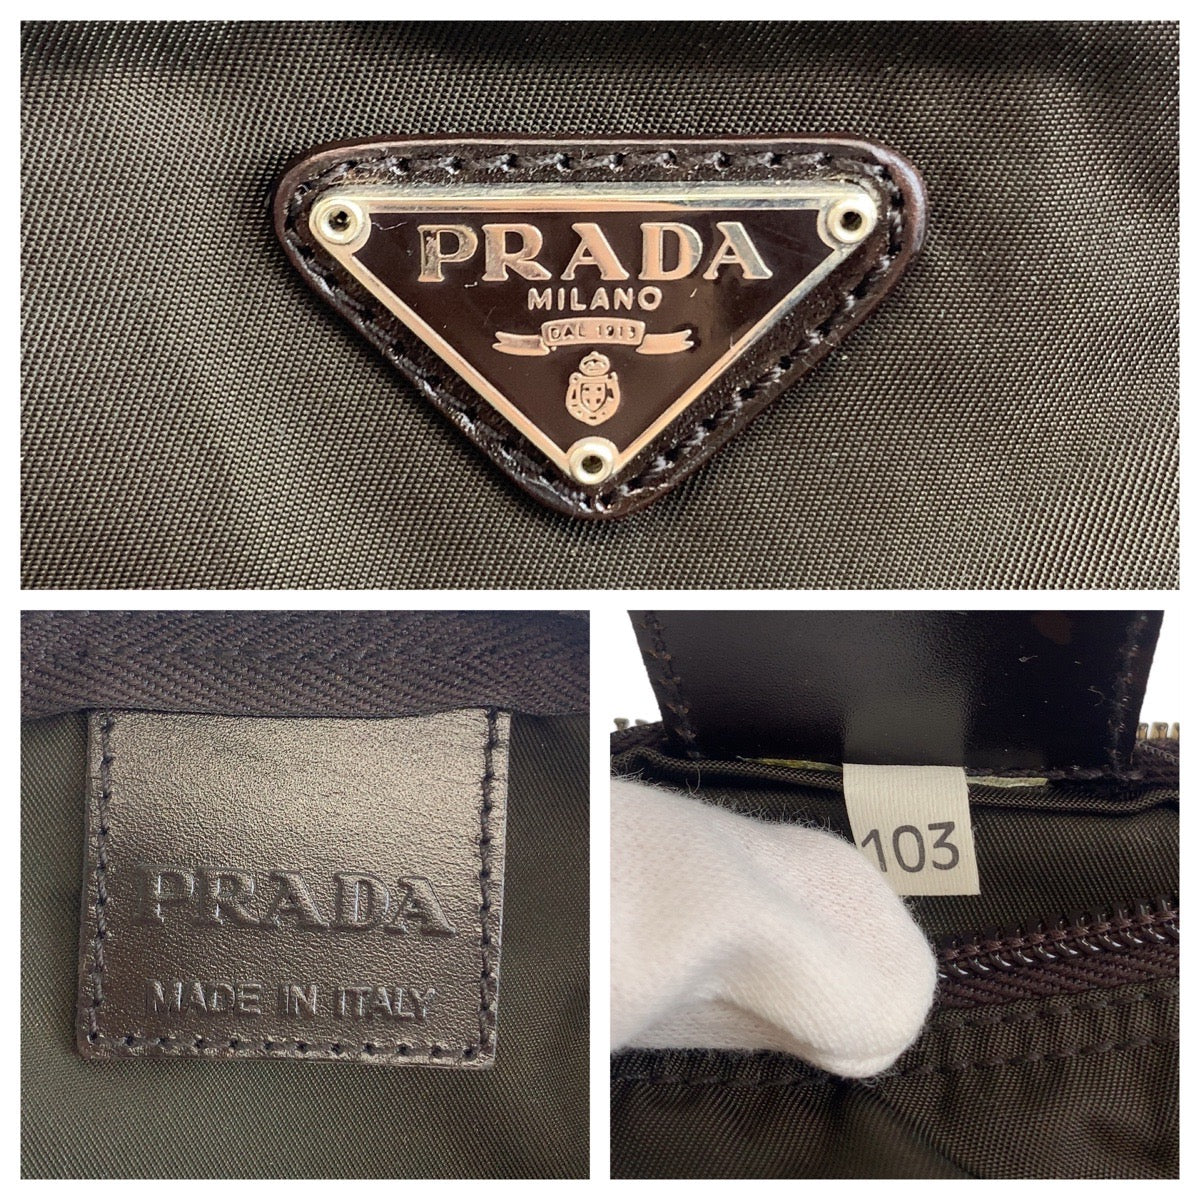 PRADA
MILANO
DAL 1913
PRADA
MADE IN ITALY
103